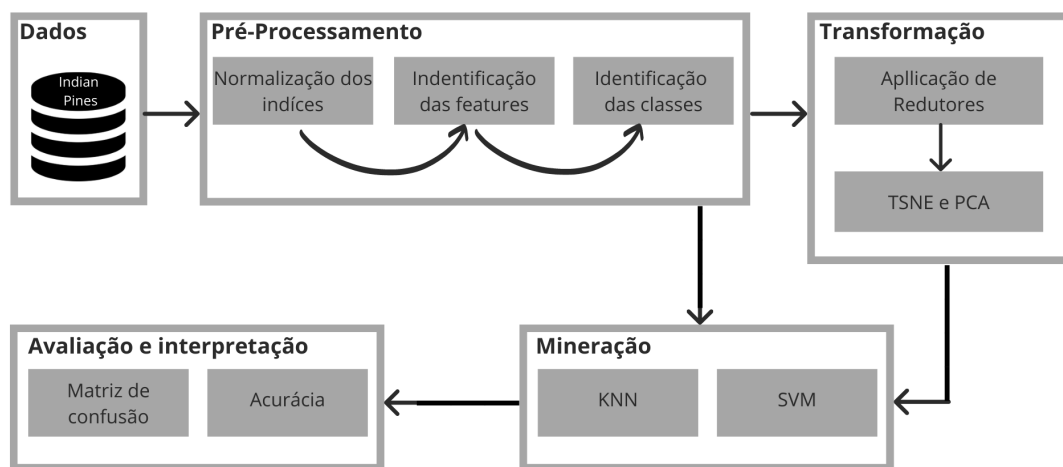 Dados
Indian
Pines
Pré-Processamento
Normalização dos
indíces
Indentificação
das features
Identificação
das classes
Transformação
Apllicação de
Redutores
TSNE e PCA
Avaliação e interpretação
Matriz de
confusão
Acurácia
Mineração
KNN
SVM